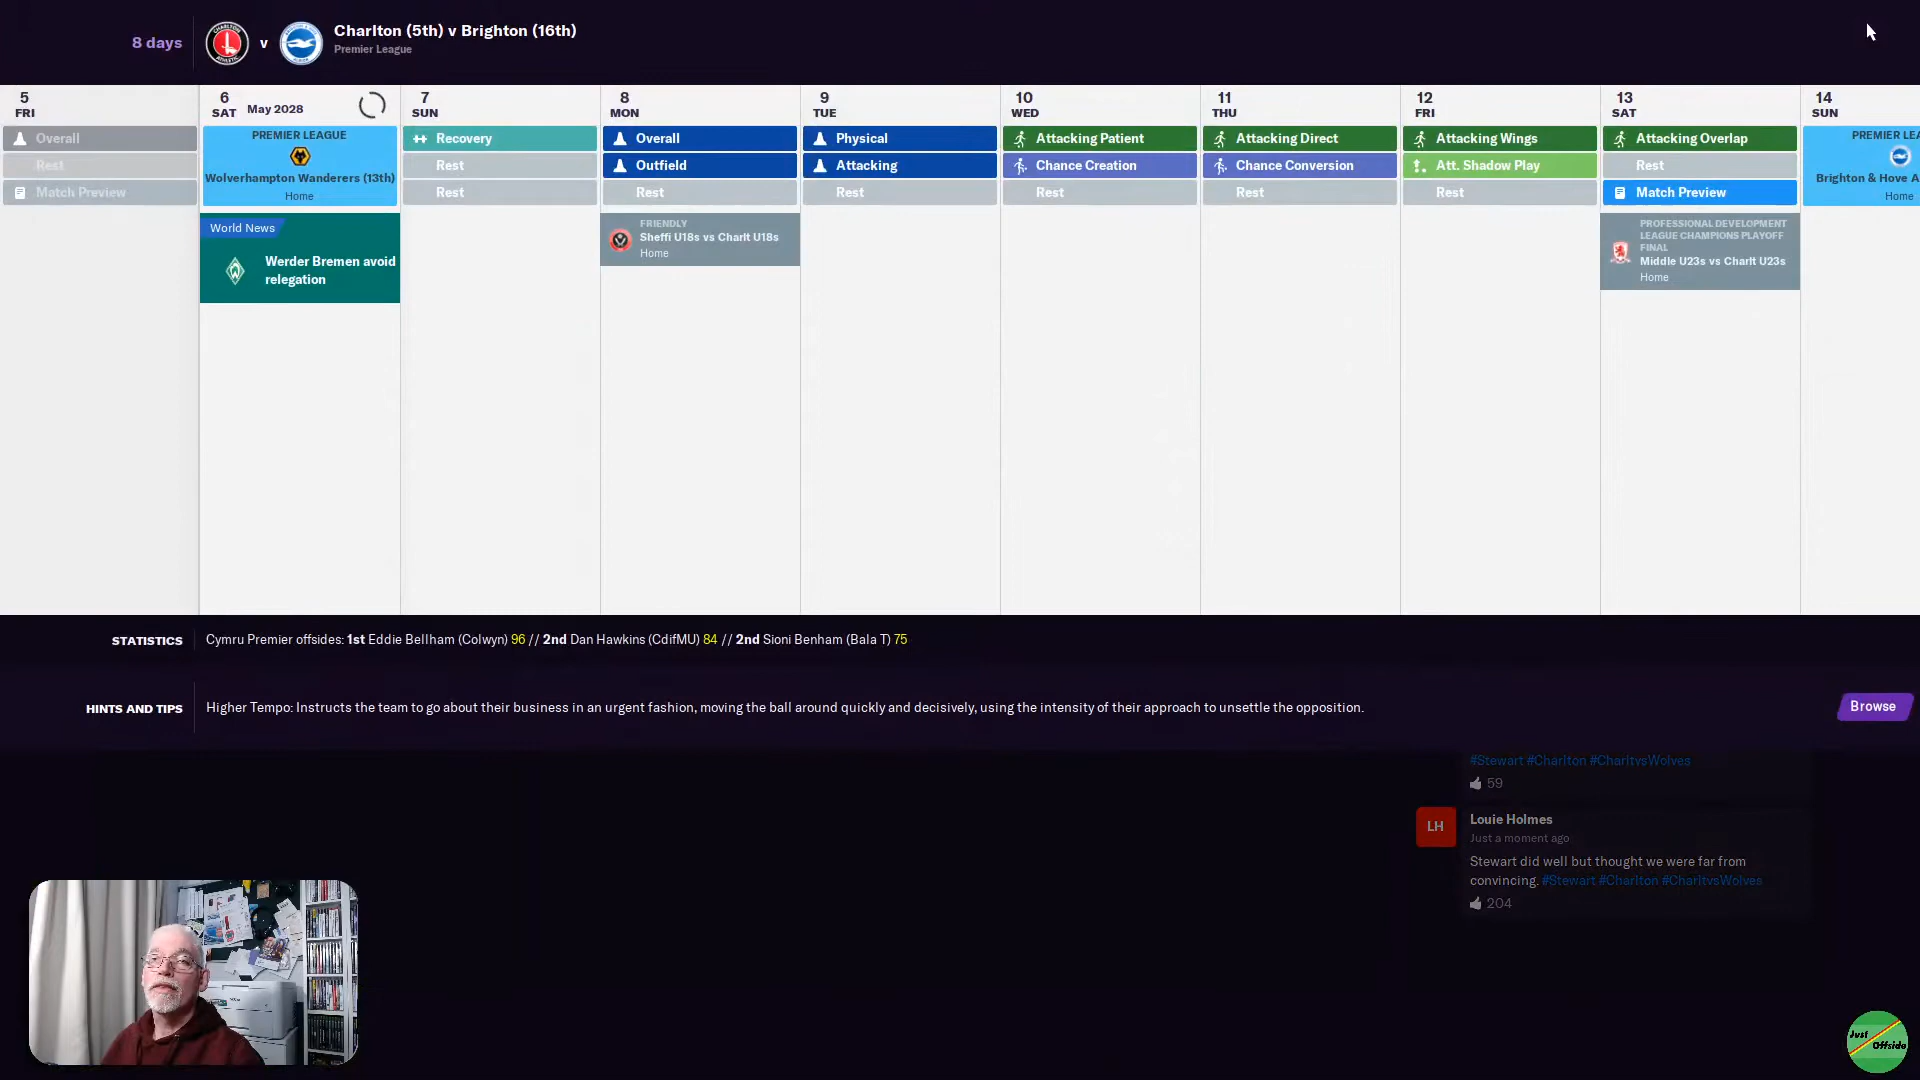 8 days
v
Charlton (5th) v Brighton (16th)
Premier League
5
FRI
Overall
Rest
Match Preview
6
SAT May 2028
PREMIER LEAGUE
Wolverhampton Wanderers (13th)
Home
World News
Werder Bremen avoid
relegation
7
SUN
Recovery
Rest
Rest
8
MON
Overall
Outfield
Rest
FRIENDLY
Sheffi U18s vs Charlt U18s
Home
9
TUE
Physical
Attacking
Rest
10
WED
Attacking Patient
Chance Creation
Rest
11
THU
Attacking Direct
Chance Conversion
Rest
12
FRI
Attacking Wings
Att. Shadow Play
Rest
13
SAT
Attacking Overlap
Rest
Match Preview
PROFESSIONAL DEVELOPMENT
LEAGUE CHAMPIONS PLAYOFF
FINAL
Middle U23s vs Charlt U23s
Home
14
SUN
PREMIER LEA
Brighton & Hove A
Home
STATISTICS
Cymru Premier offsides: 1st Eddie Bellham (Colwyn) 96 // 2nd Dan Hawkins (CdifMU) 84 // 2nd Sioni Benham (Bala T) 75
HINTS AND TIPS
Higher Tempo: Instructs the team to go about their business in an urgent fashion, moving the ball around quickly and decisively, using the intensity of their approach to unsettle the opposition.
Browse
#Stewart #Charlton #CharltvsWolves
59
LH
Louie Holmes
Just a moment ago
Stewart did well but thought we were far from
convincing. #Stewart #Charlton #CharltvsWolves
204
Just
Offside